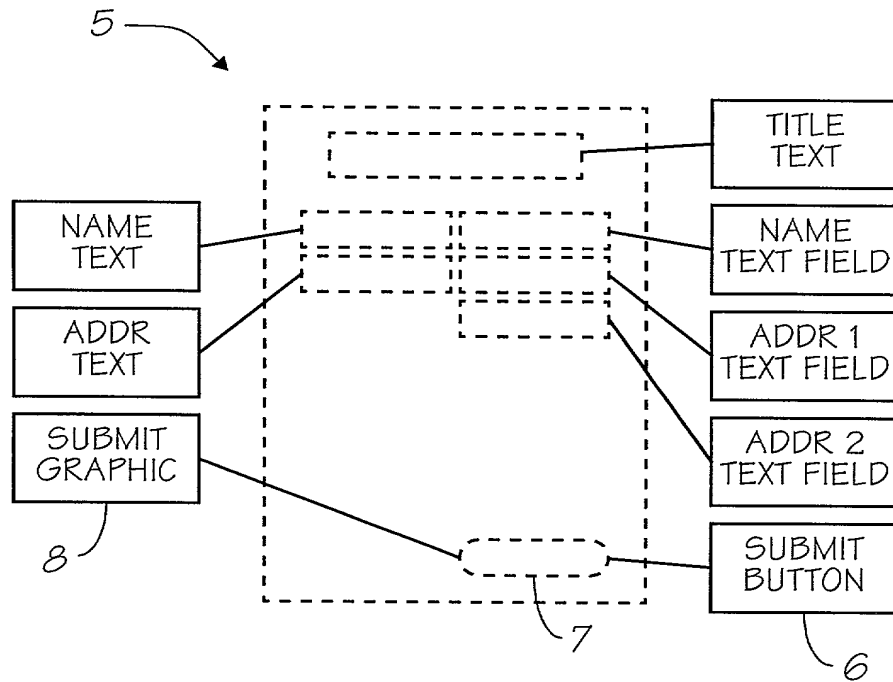 5
TITLE
TEXT
NAME
TEXT
NAME
TEXT FIELD
ADDR
TEXT
ADDR 1
TEXT FIELD
SUBMIT
GRAPHIC
ADDR 2
TEXT FIELD
SUBMIT
BUTTON
8
7
6